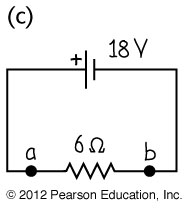 (c)
+ 18 V
6 Ω
a b
© 2012 Pearson Education, Inc.